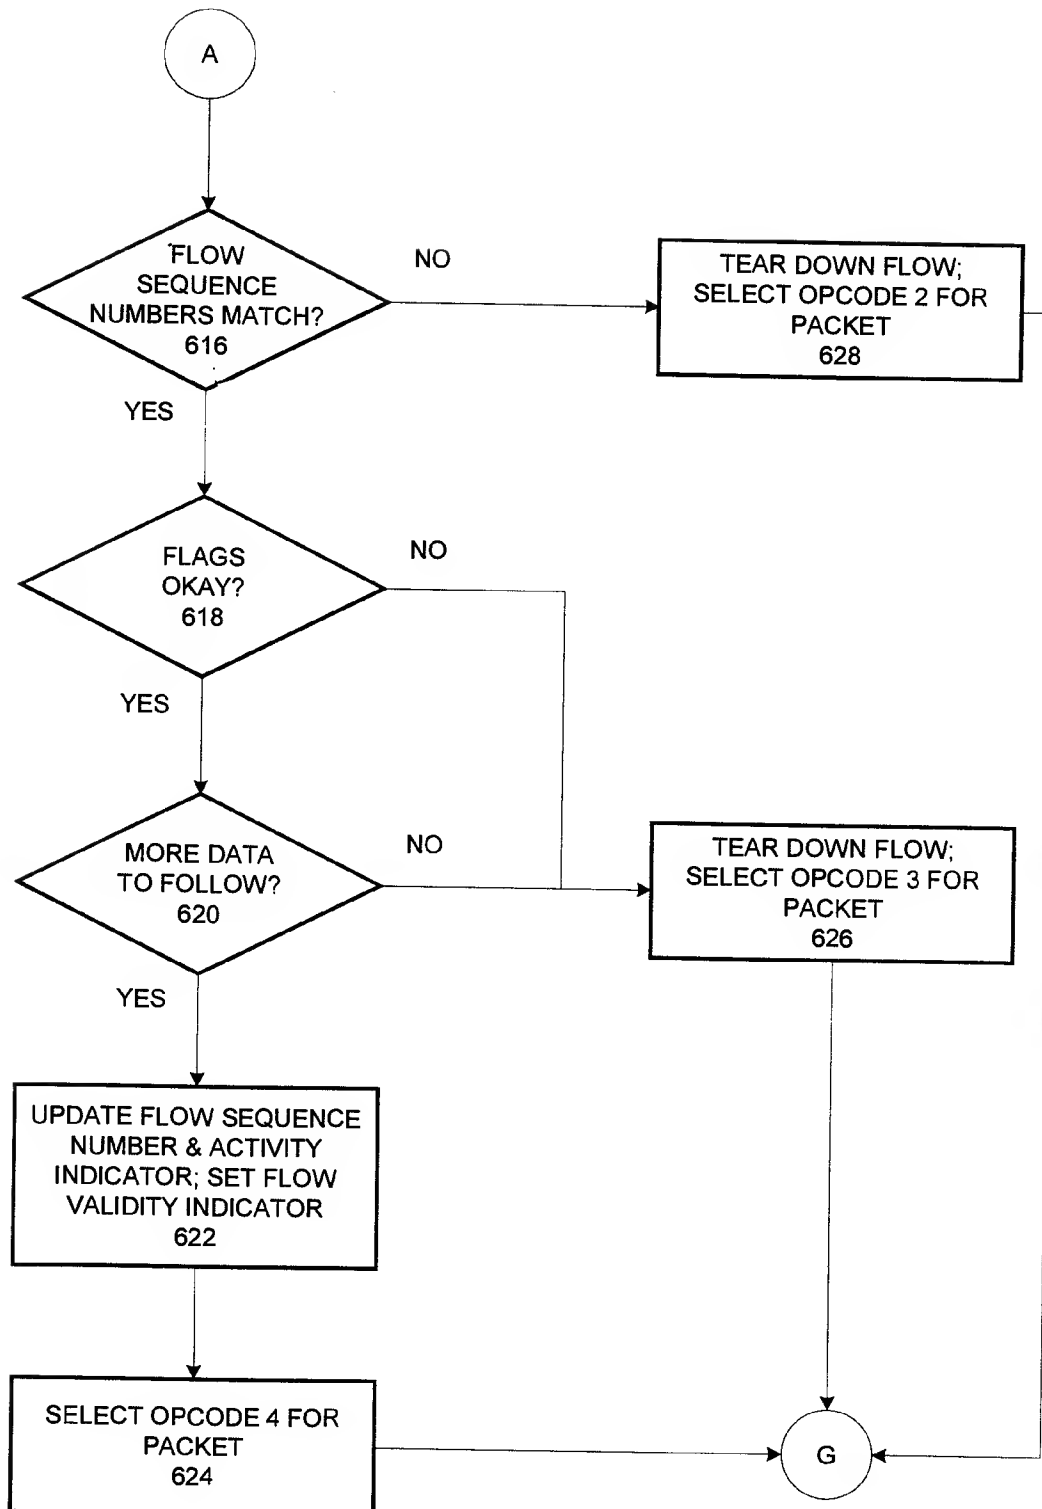 A
FLOW
SEQUENCE
NUMBERS MATCH?
616
NO
YES
TEAR DOWN FLOW;
SELECT OPCODE 2 FOR
PACKET
628
FLAGS
OKAY?
618
NO
YES
MORE DATA
TO FOLLOW?
620
NO
YES
TEAR DOWN FLOW;
SELECT OPCODE 3 FOR
PACKET
626
UPDATE FLOW SEQUENCE
NUMBER & ACTIVITY
INDICATOR; SET FLOW
VALIDITY INDICATOR
622
SELECT OPCODE 4 FOR
PACKET
624
G